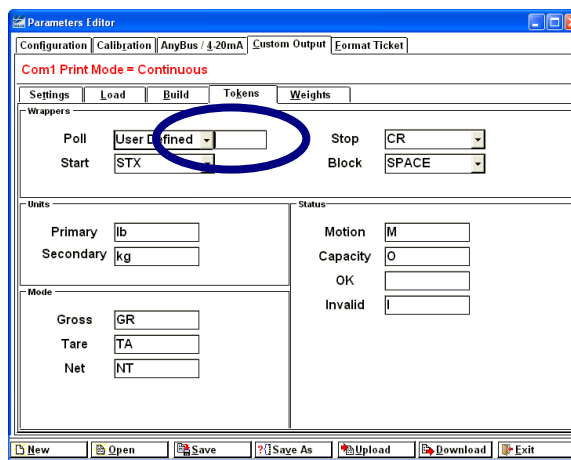 Parameters Editor
Configuration Calibration AnyBus / 4-20mA Custom Output Format Ticket
Com1 Print Mode = Continuous
Settings Load Build Tokens Weights
Wrappers
Poll User Defined Stop CR
Start STX Block SPACE
Units Status
Primary lb Motion M
Secondary kg Capacity O
OK
Mode Invalid I
Gross GR
Tare TA
Net NT
New Open Save Save As Upload Download Exit